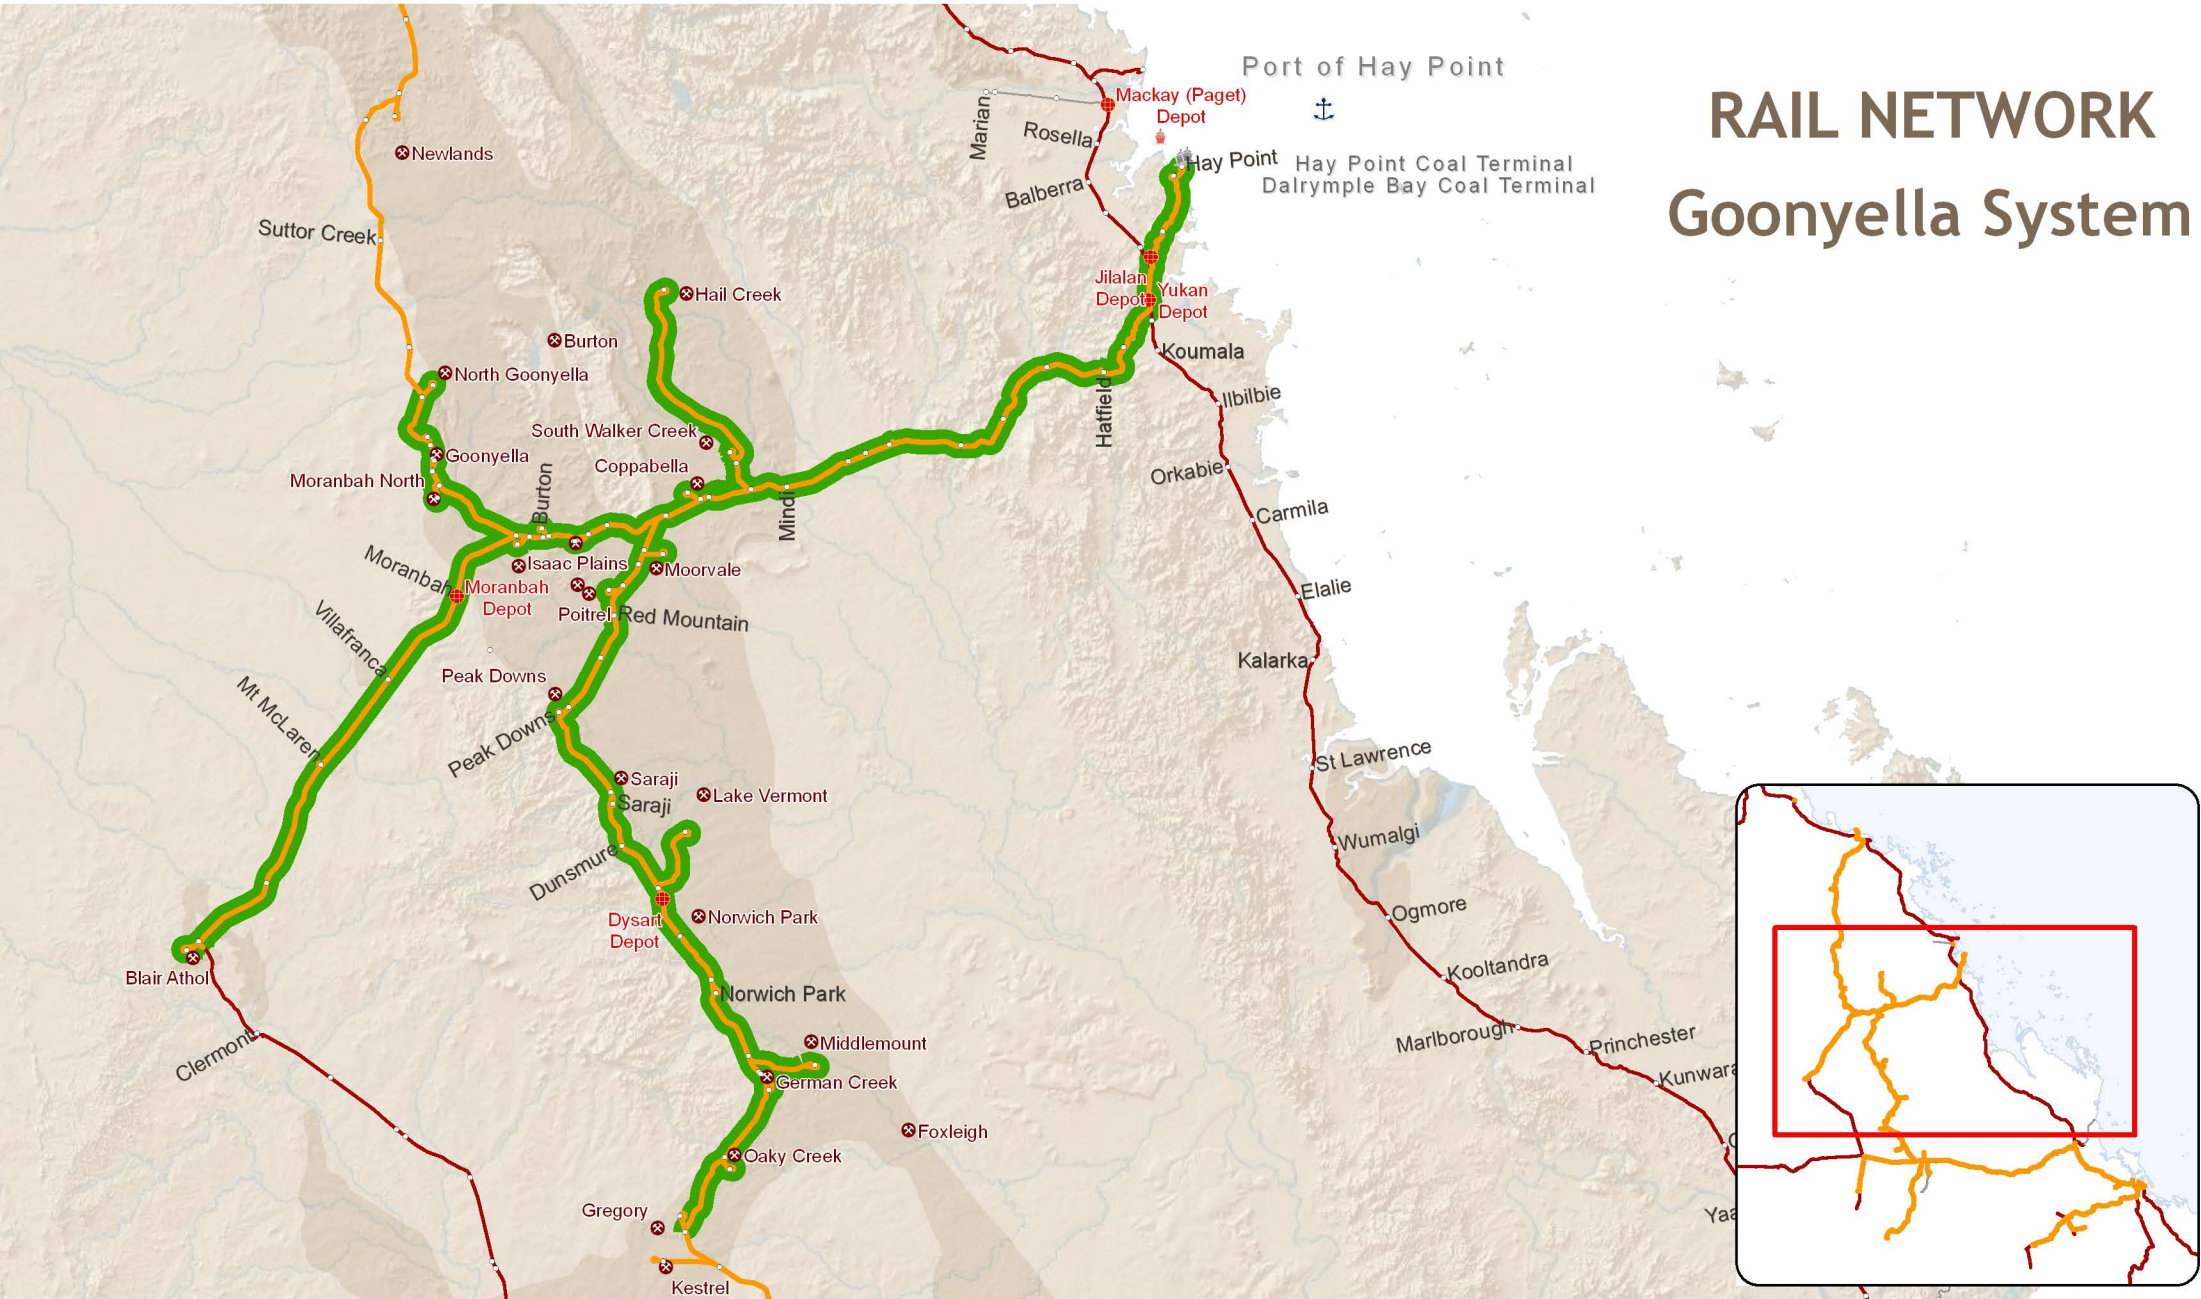 RAIL NETWORK
Goonyella System
Port of Hay Point
Mackay (Paget)
Depot
Marian
Rosella
Hay Point
Hay Point Coal Terminal
Dalrymple Bay Coal Terminal
Balberra
Newlands
Suttor Creek
Jilalan
Depot
Yukan
Depot
Hail Creek
Burton
Koumala
North Goonyella
Ilbilbie
Hatfield
South Walker Creek
Goonyella
Coppabella
Moranbah North
Burton
Mindi
Orkabie
Carmila
Moranbah
Isaac Plains
Moorvale
Moranbah
Depot
Poitrel
Red Mountain
Elalie
Villafranca
Kalarka
Peak Downs
Mt McLaren
Peak Downs
St Lawrence
Saraji
Lake Vermont
Saraji
Wumalgi
Dunsmure
Dysart
Depot
Norwich Park
Ogmore
Blair Athol
Kooltandra
Norwich Park
Clermont
Middlemount
Marlborough
Princhester
German Creek
Kunwara
Foxleigh
Oaky Creek
Gregory
Yaa
Kestrel